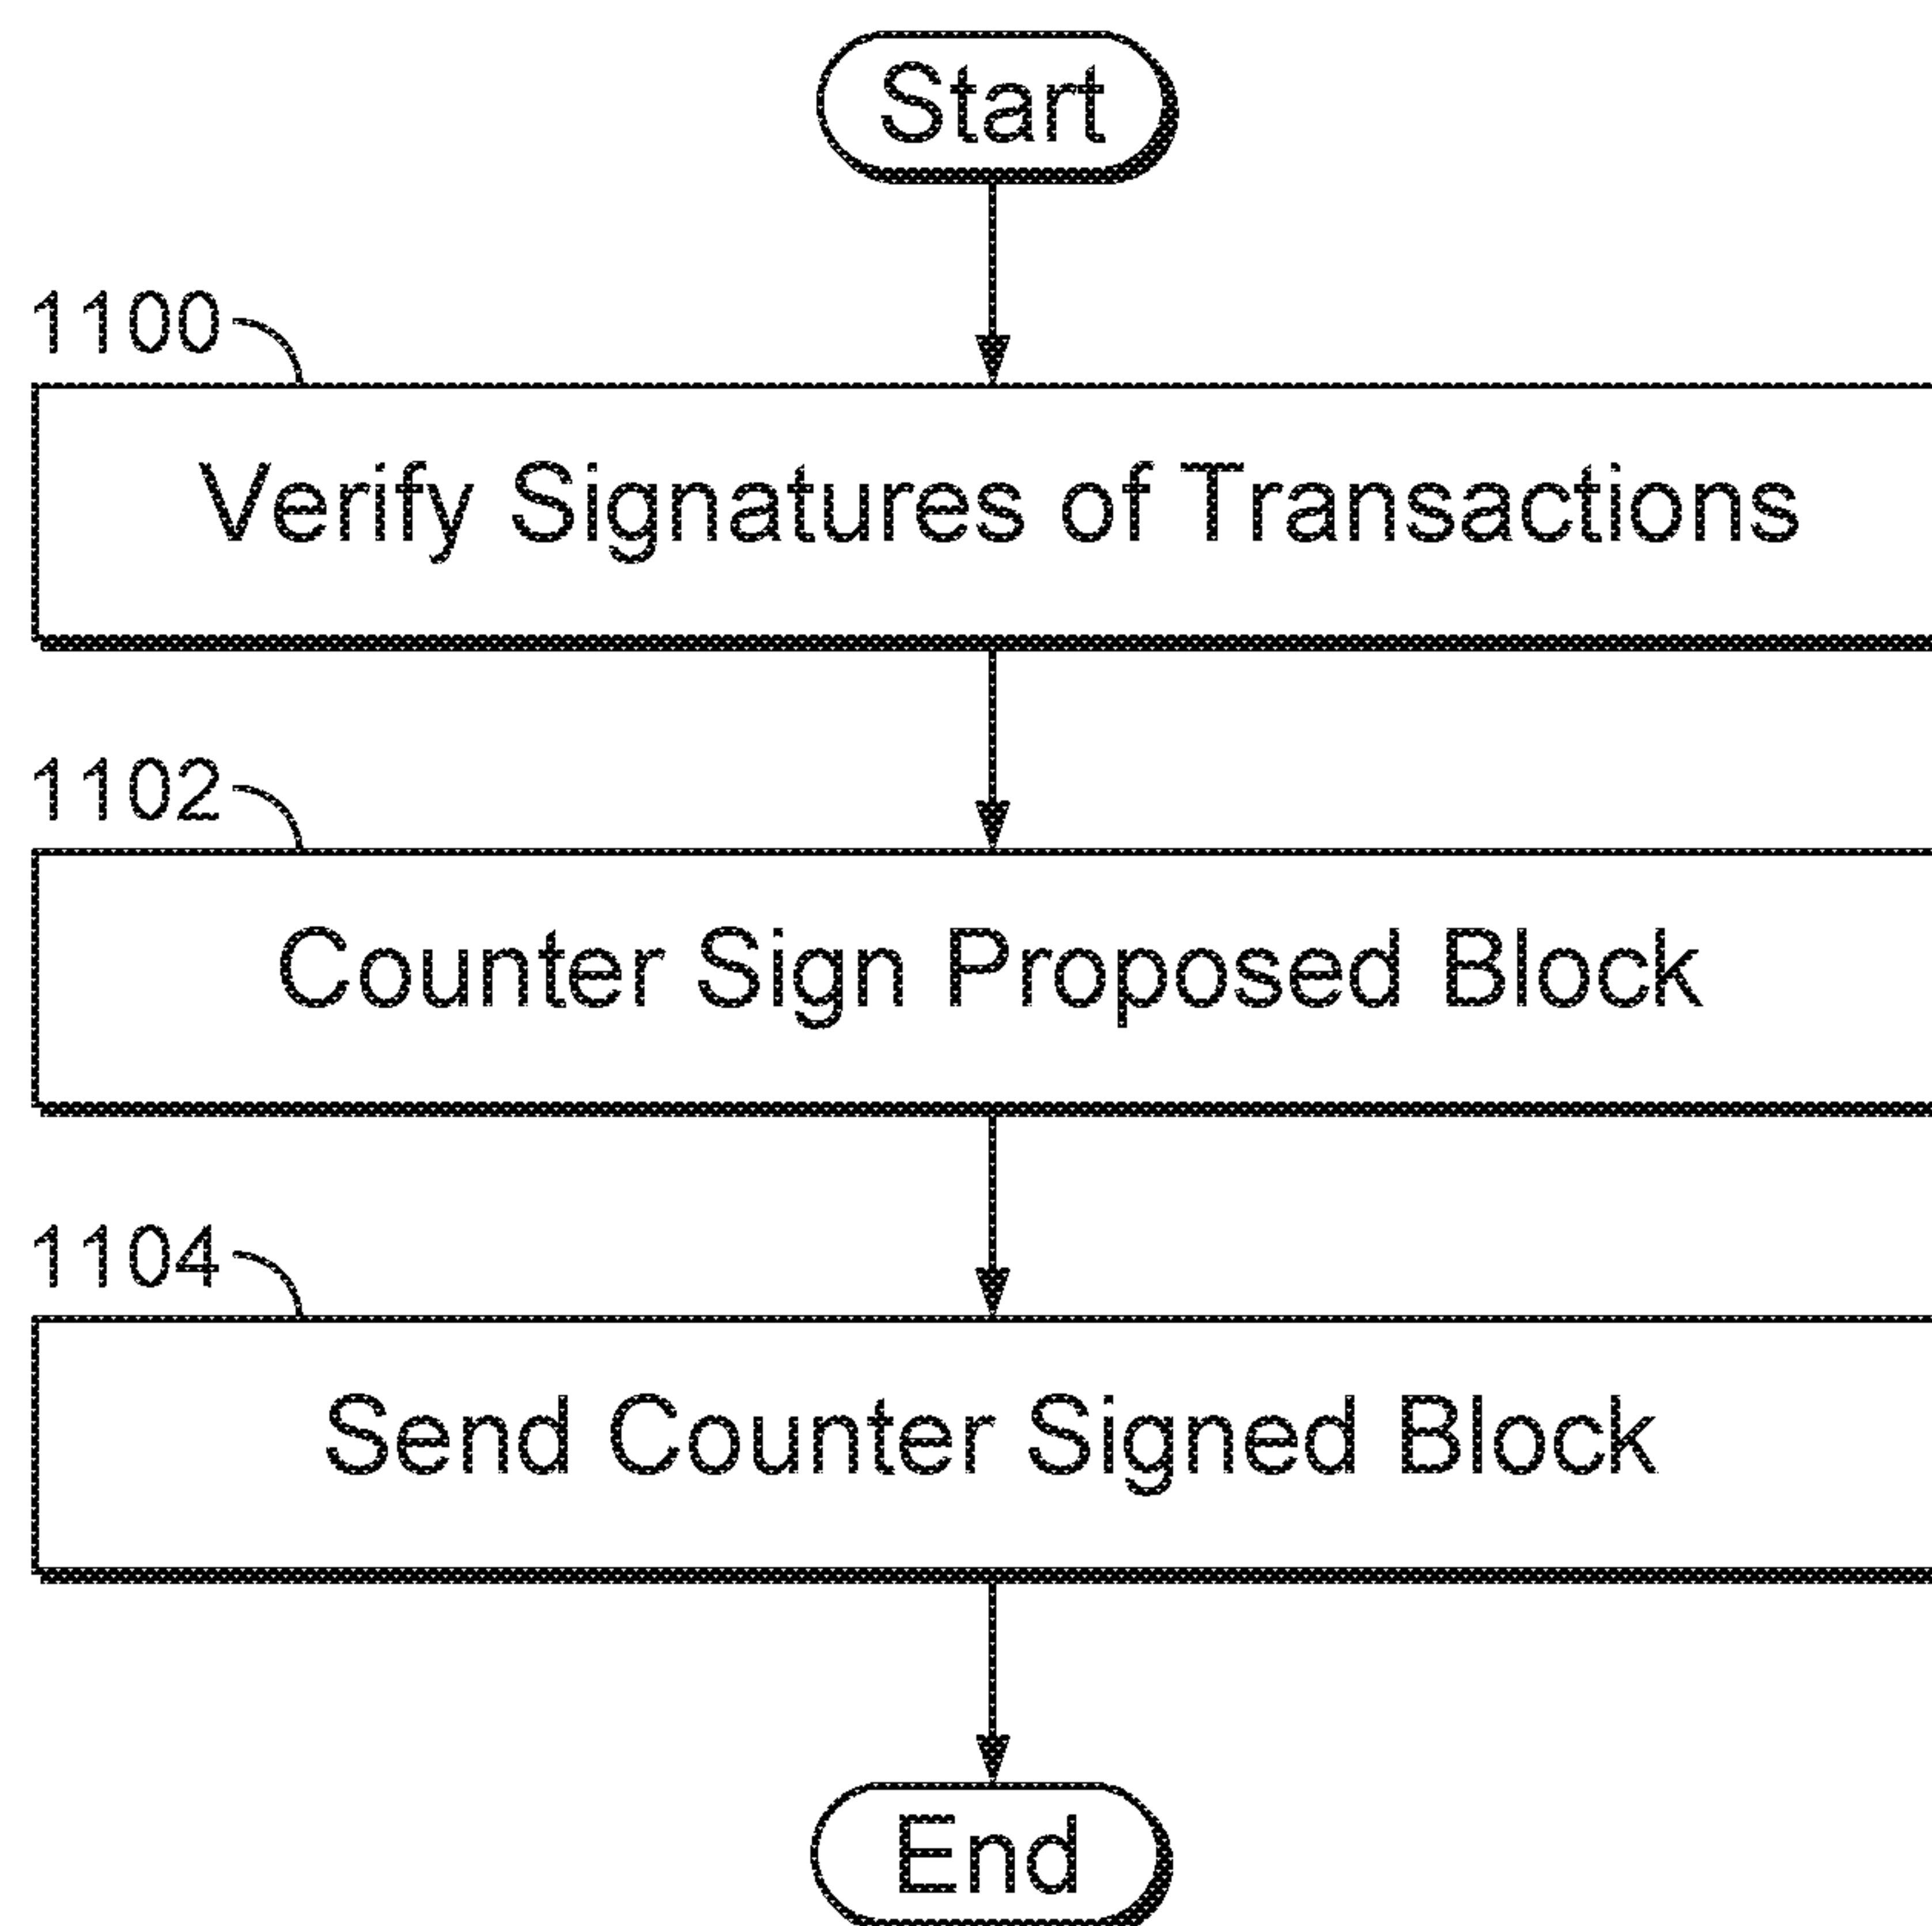 Start
1100
Verify Signatures of Transactions
1102
Counter Sign Proposed Block
1104
Send Counter Signed Block
End